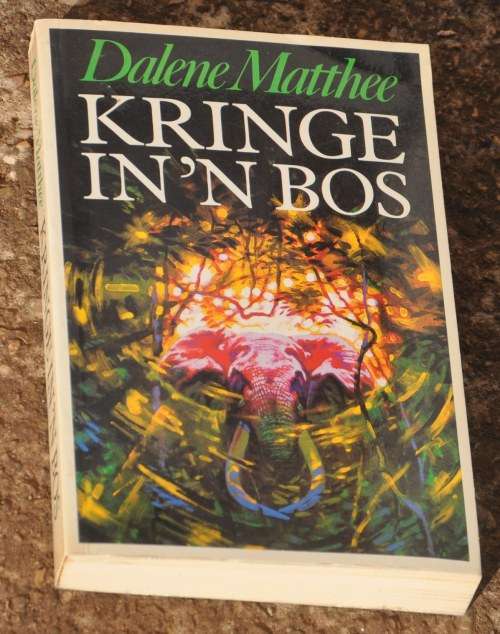 Dalene Matthee
KRINGE
IN 'N BOS